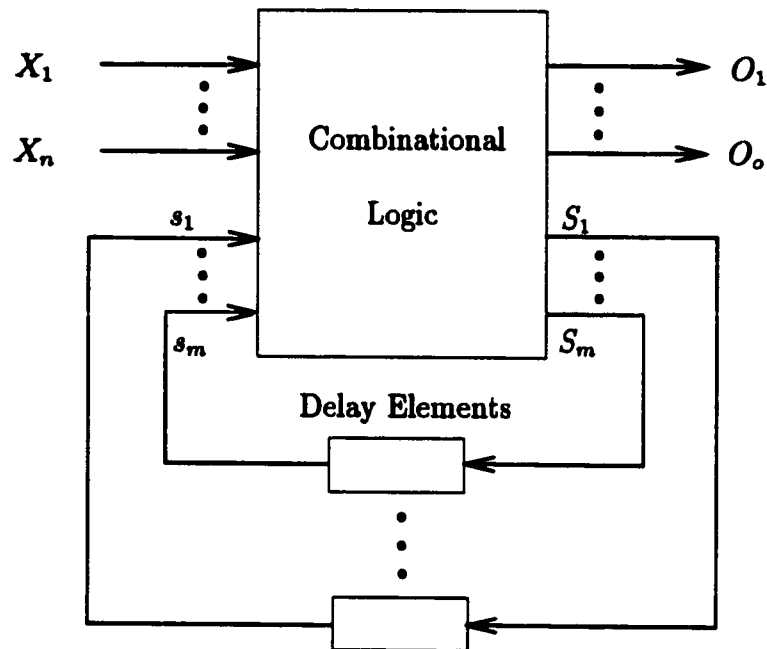 X₁
O₁
Xₙ
Combinational
Oₒ
Logic
s₁
S₁
sₘ
Sₘ
Delay Elements